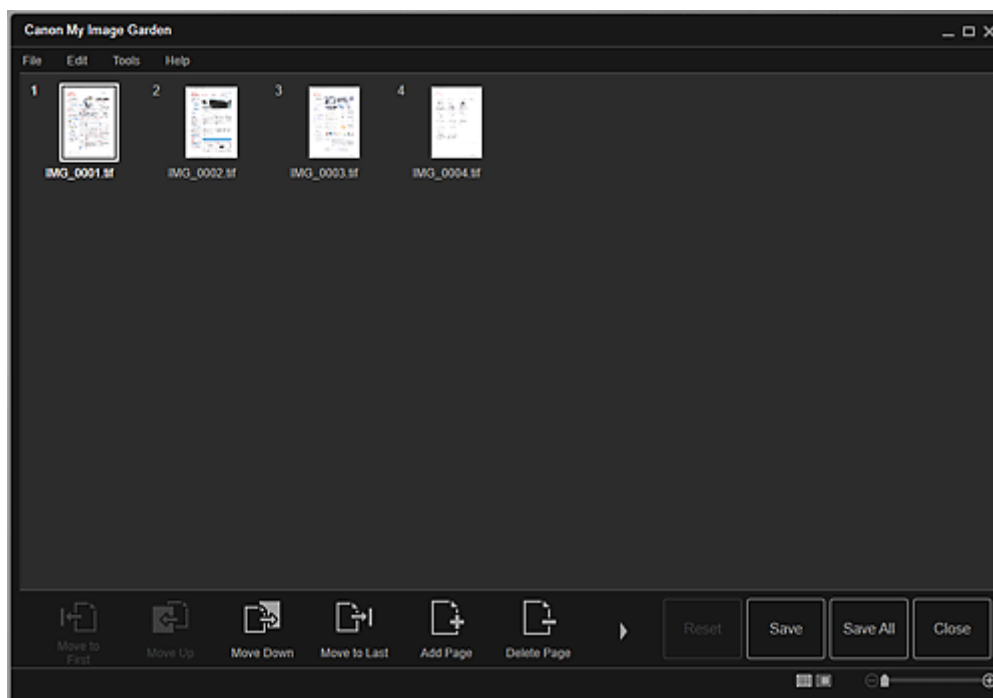 Canon My Image Garden
File Edit Tools Help
1 2 3 4
IMG_0001.tif IMG_0002.tif IMG_0003.tif IMG_0004.tif
Move to First Move Up Move Down Move to Last Add Page Delete Page Reset Save Save All Close